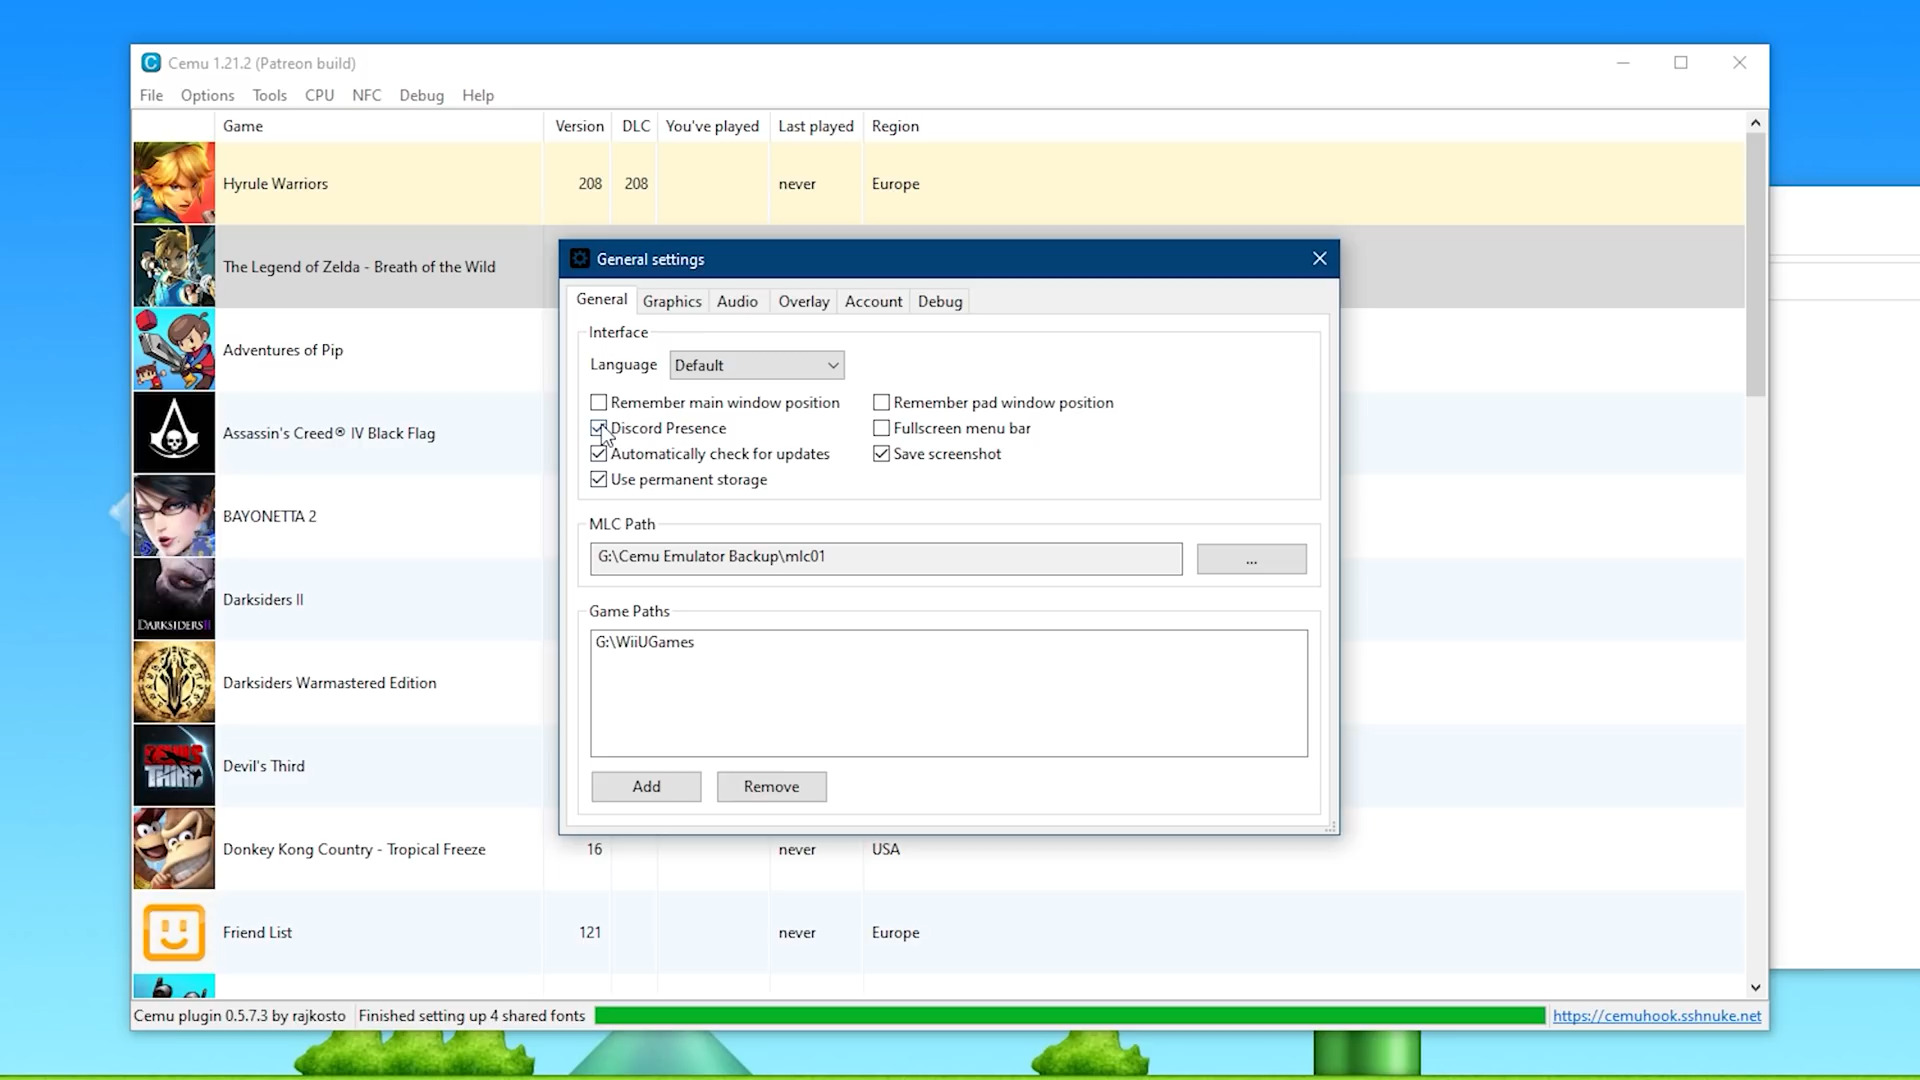 Cemu 1.21.2 (Patreon build)
File Options Tools CPU NFC Debug Help
Game Version DLC You've played Last played Region
Hyrule Warriors 208 208 never Europe
The Legend of Zelda - Breath of the Wild
Adventures of Pip
Assassin's Creed® IV Black Flag
BAYONETTA 2
Darksiders II
DARKSIDERS II
Darksiders Warmastered Edition
Devil's Third
DEVIL'S THIRD
Donkey Kong Country - Tropical Freeze 16 never USA
Friend List 121 never Europe
General settings
General Graphics Audio Overlay Account Debug
Interface
Language Default
Remember main window position Remember pad window position
Discord Presence Fullscreen menu bar
Automatically check for updates Save screenshot
Use permanent storage
MLC Path
G:\Cemu Emulator Backup\mlc01 ...
Game Paths
G:\WiiUGames
Add Remove
Cemu plugin 0.5.7.3 by rajkosto Finished setting up 4 shared fonts https://cemuhook.sshnuke.net